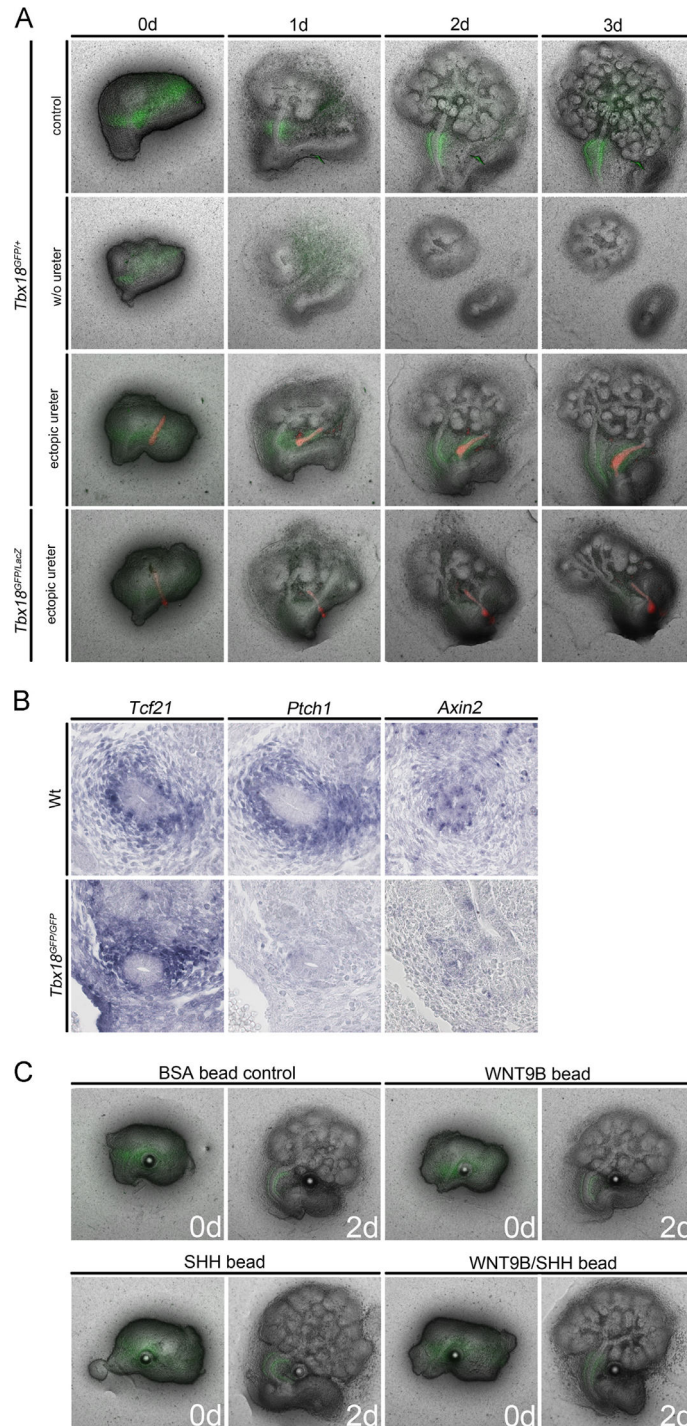 A
0d 1d 2d 3d
Tbx18GFP/+
control
w/o ureter
ectopic ureter
Tbx18GFP/LacZ
ectopic ureter
B
Tcf21 Ptch1 Axin2
Wt
Tbx18GFP/GFP
C
BSA bead control WNT9B bead
0d 2d 0d 2d
SHH bead WNT9B/SHH bead
0d 2d 0d 2d